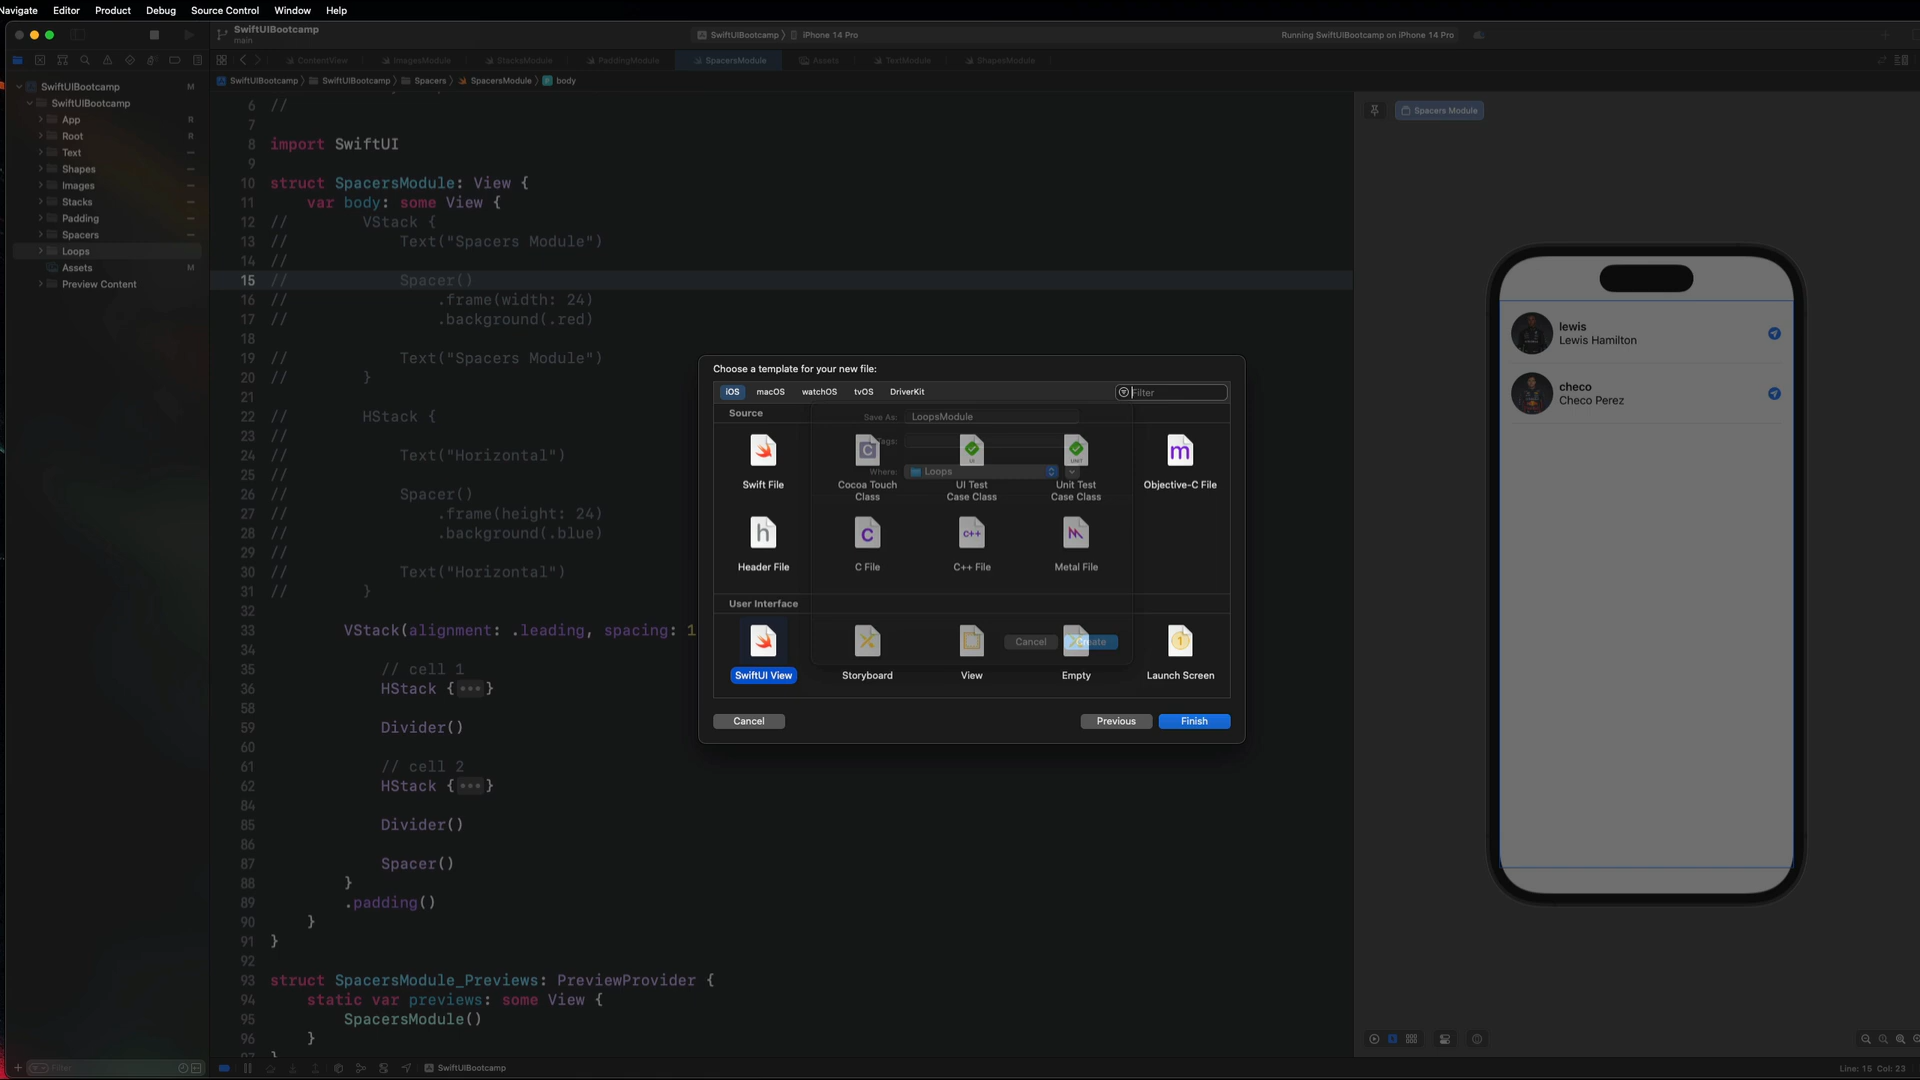 Navigate Editor Product Debug Source Control Window Help
SwiftUIBootcamp
main
SwiftUIBootcamp iPhone 14 Pro
Running SwiftUIBootcamp on iPhone 14 Pro
ContentView ImagesModule StacksModule PaddingModule SpacersModule Assets TextModule ShapesModule
SwiftUIBootcamp SwiftUIBootcamp Spacers SpacersModule body
SwiftUIBootcamp M
SwiftUIBootcamp
App R
Root R
Text
Shapes
Images
Stacks
Padding
Spacers
Loops
Assets M
Preview Content
6 //
7
8 import SwiftUI
9
10 struct SpacersModule: View {
11 var body: some View {
12 // VStack {
13 // Text("Spacers Module")
14 //
15 // Spacer()
16 // .frame(width: 24)
17 // .background(.red)
18
19 // Text("Spacers Module")
20 // }
21
22 // HStack {
23 //
24 // Text("Horizontal")
25 //
26 // Spacer()
27 // .frame(height: 24)
28 // .background(.blue)
29 //
30 // Text("Horizontal")
31 // }
32
33 VStack(alignment: .leading, spacing: 1
34
35 // cell 1
36 HStack {•••}
58
59 Divider()
60
61 // cell 2
62 HStack {•••}
84
85 Divider()
86
87 Spacer()
88 }
89 .padding()
90 }
91 }
92
93 struct SpacersModule_Previews: PreviewProvider {
94 static var previews: some View {
95 SpacersModule()
96 }
97 }
Choose a template for your new file:
iOS macOS watchOS tvOS DriverKit
Filter
Source
Save As: LoopsModule
Tags:
Where: Loops
Swift File
Cocoa Touch Class
UI Test Case Class
Unit Test Case Class
Objective-C File
Header File
C File
C++ File
Metal File
User Interface
Cancel Create
SwiftUI View
Storyboard
View
Empty
Launch Screen
Cancel Previous Finish
Spacers Module
lewis
Lewis Hamilton
checo
Checo Perez
Filter
SwiftUIBootcamp
Line: 15 Col: 23